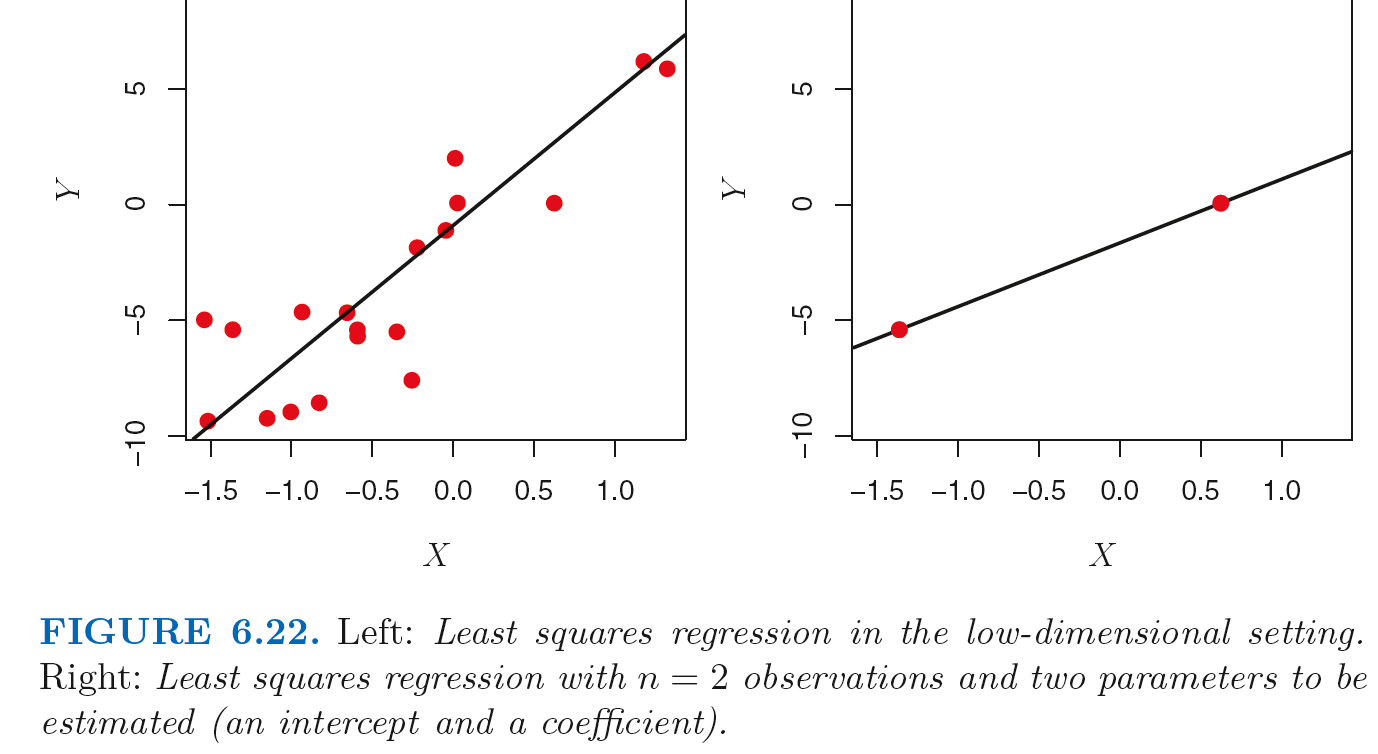 5
0
−5
−10
Y
−1.5 −1.0 −0.5 0.0 0.5 1.0
X
5
0
−5
−10
Y
−1.5 −1.0 −0.5 0.0 0.5 1.0
X
FIGURE 6.22. Left: Least squares regression in the low-dimensional setting.
Right: Least squares regression with n = 2 observations and two parameters to be
estimated (an intercept and a coefficient).